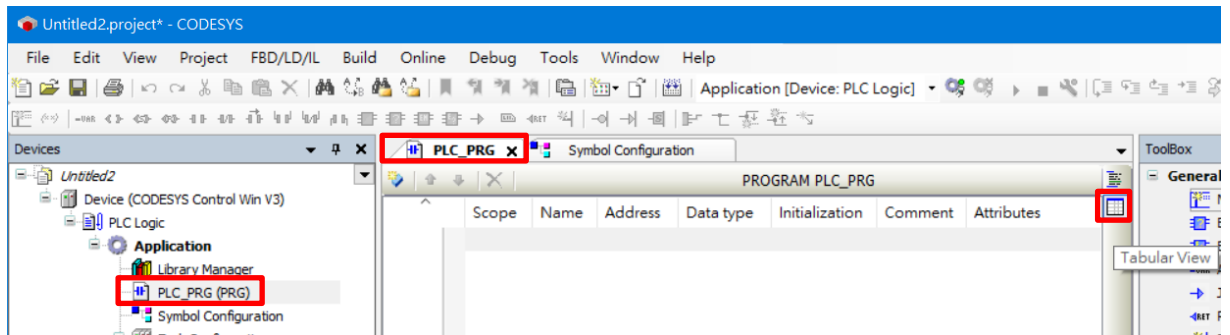 Untitled2.project* - CODESYS
File Edit View Project FBD/LD/IL Build Online Debug Tools Window Help
Application [Device: PLC Logic]
Devices
PLC_PRG
Symbol Configuration
ToolBox
Untitled2
Device (CODESYS Control Win V3)
PLC Logic
Application
Library Manager
PLC_PRG (PRG)
Symbol Configuration
PROGRAM PLC_PRG
Scope Name Address Data type Initialization Comment Attributes
General
Tabular View